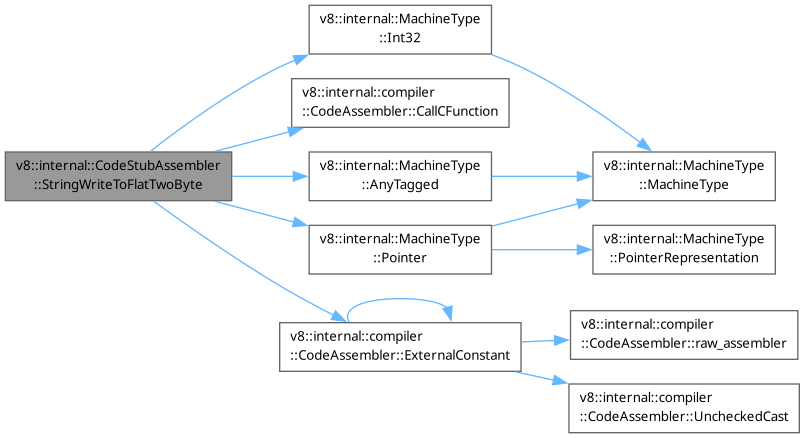 v8::internal::MachineType
::Int32
v8::internal::compiler
::CodeAssembler::CallCFunction
v8::internal::CodeStubAssembler
::StringWriteToFlatTwoByte
v8::internal::MachineType
::AnyTagged
v8::internal::MachineType
::MachineType
v8::internal::MachineType
::Pointer
v8::internal::MachineType
::PointerRepresentation
v8::internal::compiler
::CodeAssembler::ExternalConstant
v8::internal::compiler
::CodeAssembler::raw_assembler
v8::internal::compiler
::CodeAssembler::UncheckedCast